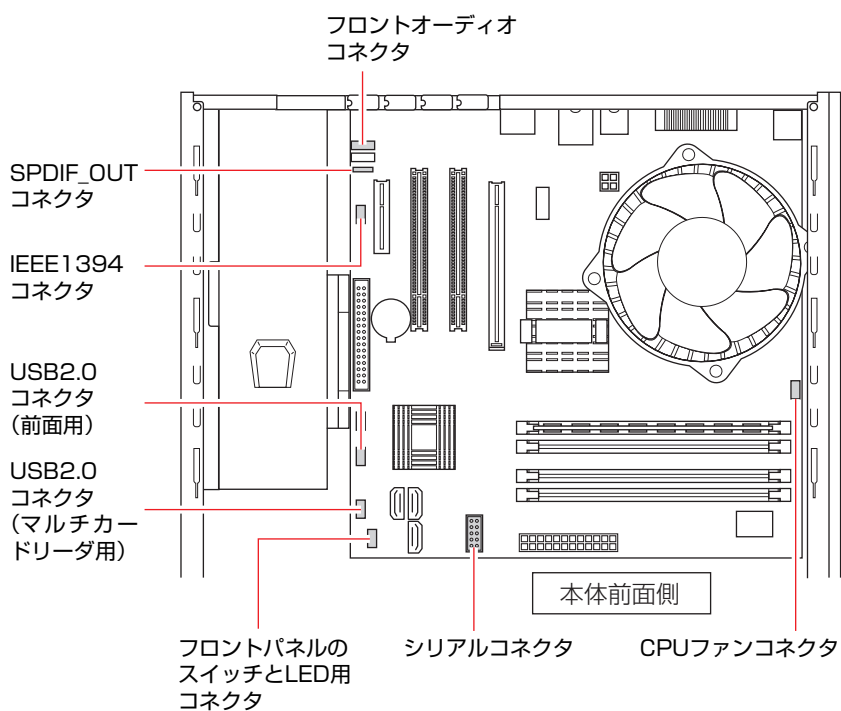 フロントオーディオ
コネクタ
SPDIF_OUT
コネクタ
IEEE1394
コネクタ
USB2.0
コネクタ
（前面用）
USB2.0
コネクタ
（マルチカー
ドリーダ用）
本体前面側
フロントパネルの
スイッチとLED用
コネクタ
シリアルコネクタ
CPUファンコネクタ